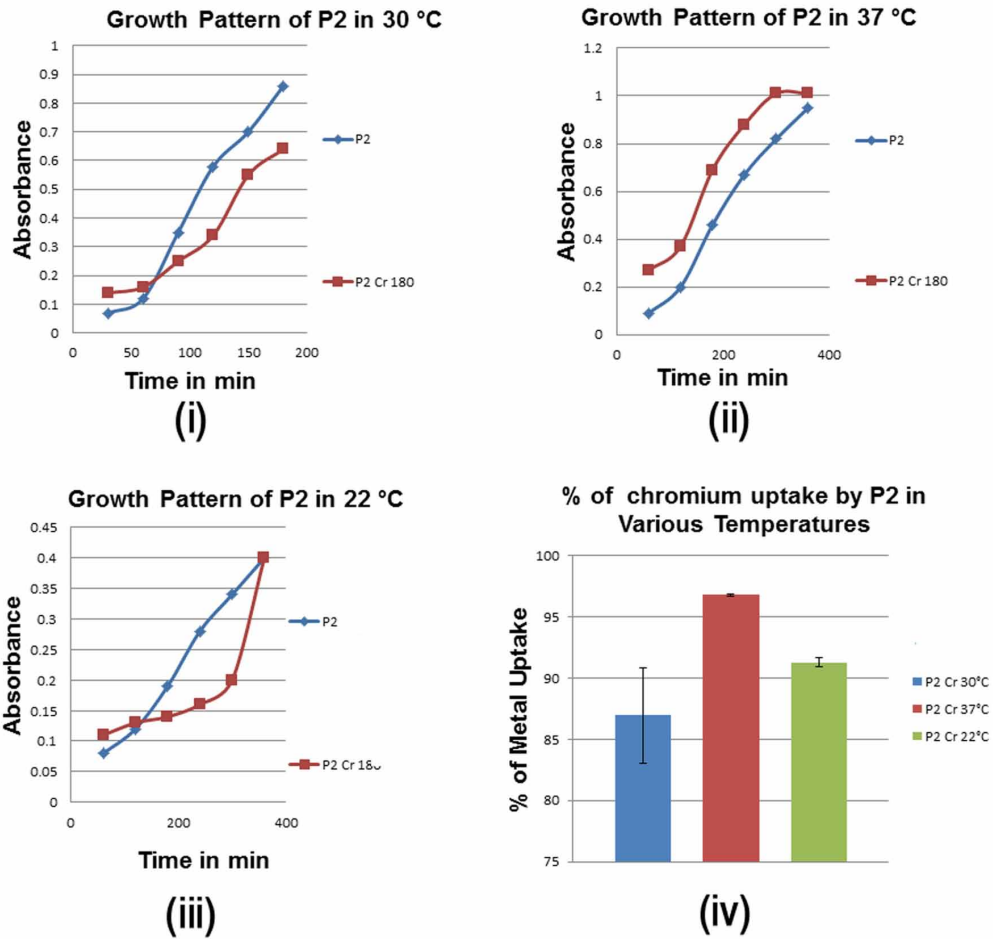 Growth Pattern of P2 in 30 °C
1
0.9
0.8
0.7
0.6
0.5
0.4
0.3
0.2
0.1
0
0 50 100 150 200
Absorbance
Time in min
P2
P2 Cr 180
(i)
Growth Pattern of P2 in 37 °C
1.2
1
0.8
0.6
0.4
0.2
0
0 200 400
Absorbance
Time in min
P2
P2 Cr 180
(ii)
Growth Pattern of P2 in 22 °C
0.45
0.4
0.35
0.3
0.25
0.2
0.15
0.1
0.05
0
0 200 400
Absorbance
Time in min
P2
P2 Cr
(iii)
% of chromium uptake by P2 in
Various Temperatures
100
95
90
85
80
75
% of Metal Uptake
P2 Cr 30°C
P2 Cr 37°C
P2 Cr 22°C
(iv)